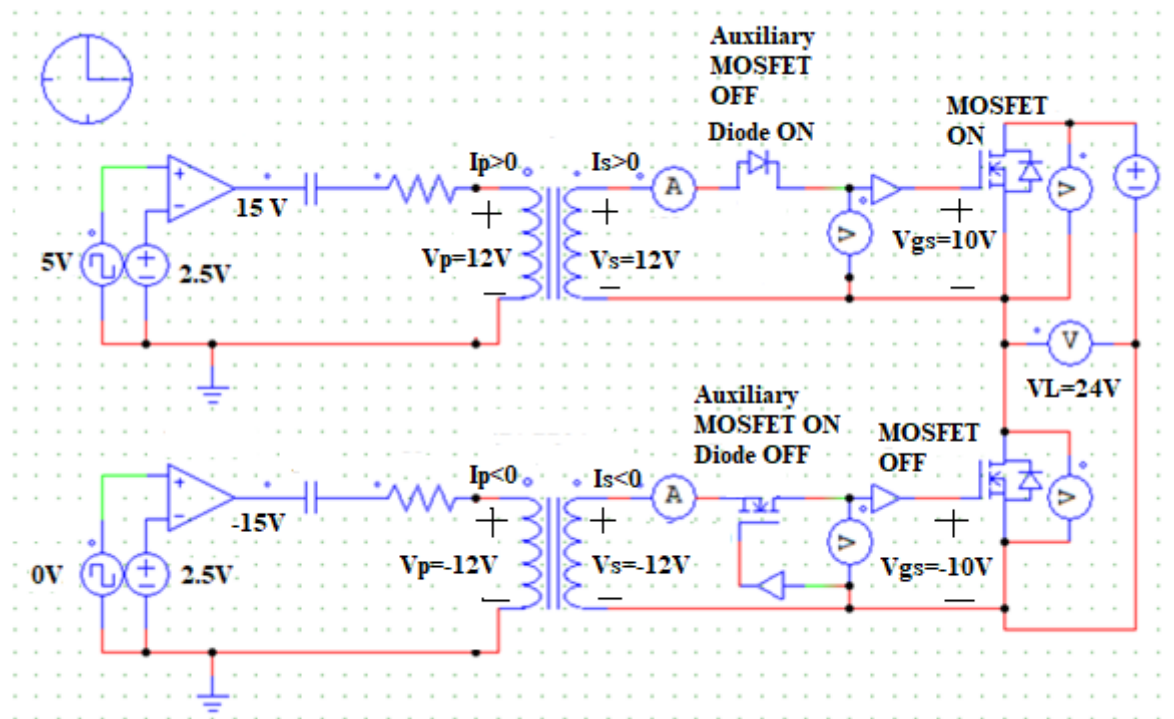 Auxiliary
MOSFET
OFF
Diode ON
MOSFET
ON
Ip>0
Is>0
A
15 V
+
+
+
V
V
5V
2.5V
Vp=12V
Vs=12V
Vgs=10V
V
VL=24V
Auxiliary
MOSFET ON
Diode OFF
MOSFET
OFF
Ip<0
Is<0
A
-15V
+
+
+
V
V
0V
2.5V
Vp=-12V
Vs=-12V
Vgs=-10V